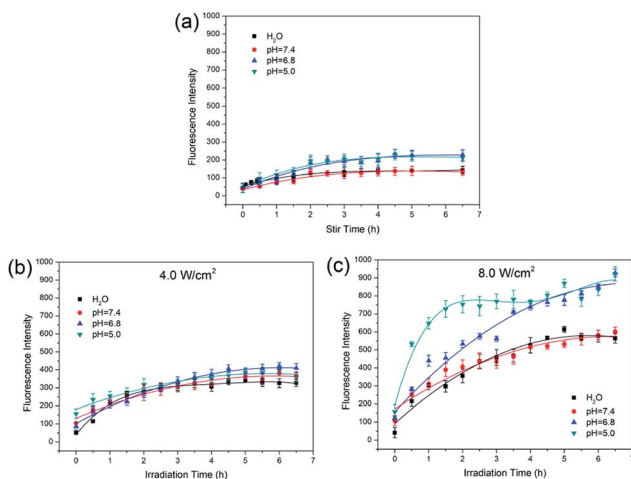 (a)
1000
900
800
700
600
500
400
300
200
100
0
Fluorescence Intensity
H₂O
pH=7.4
pH=6.8
pH=5.0
0 1 2 3 4 5 6 7
Stir Time (h)
(b)
4.0 W/cm²
1000
900
800
700
600
500
400
300
200
100
0
Fluorescence Intensity
H₂O
pH=7.4
pH=6.8
pH=5.0
0 1 2 3 4 5 6 7
Irradiation Time (h)
(c)
8.0 W/cm²
1000
900
800
700
600
500
400
300
200
100
0
Fluorescence Intensity
H₂O
pH=7.4
pH=6.8
pH=5.0
0 1 2 3 4 5 6 7
Irradiation Time (h)